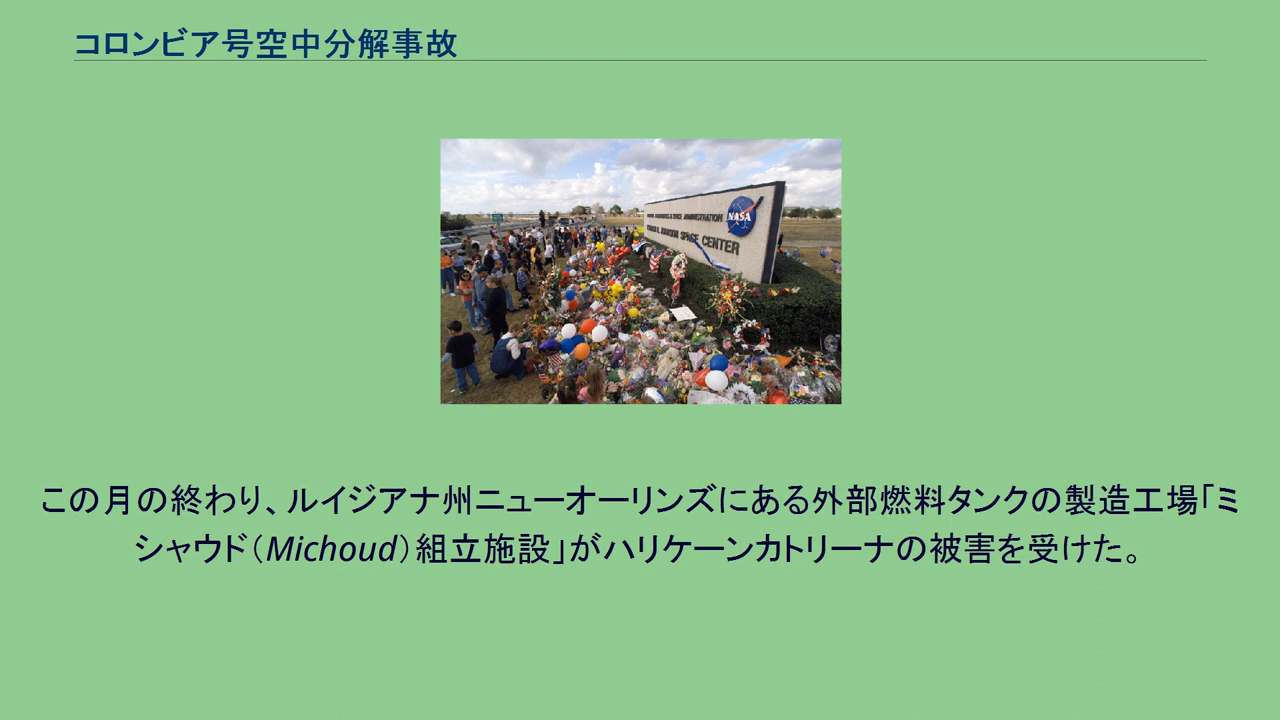 コロンビア号空中分解事故
NASA
SPACE CENTER
この月の終わり、ルイジアナ州ニューオーリンズにある外部燃料タンクの製造工場「ミ
シャウド（Michoud）組立施設」がハリケーンカトリーナの被害を受けた。